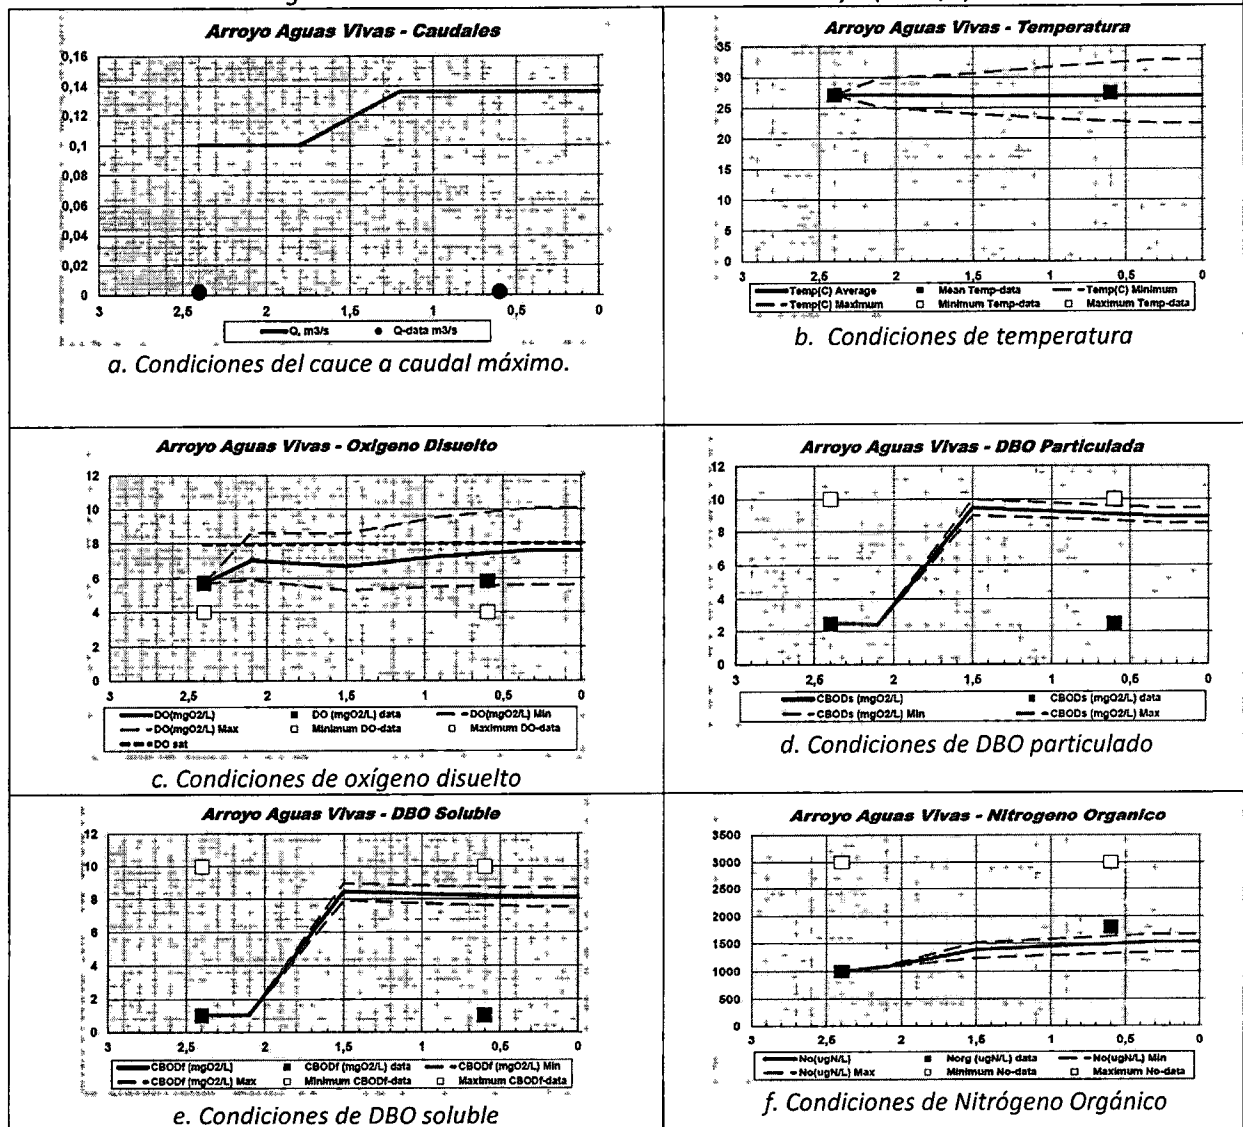 Arroyo Aguas Vivas - Caudales
0,16
0,14
0,12
0,1
0,08
0,06
0,04
0,02
0
3 2,5 2 1,5 1 0,5 0
Q, m3/s Q-data m3/s
a. Condiciones del cauce a caudal máximo.
Arroyo Aguas Vivas - Temperatura
35
30
25
20
15
10
5
0
3 2,5 2 1,5 1 0,5 0
Temp(C) Average Mean Temp-data Temp(C) Minimum
Temp(C) Maximum Minimum Temp-data Maximum Temp-data
b. Condiciones de temperatura
Arroyo Aguas Vivas - Oxígeno Disuelto
12
10
8
6
4
2
0
3 2,5 2 1,5 1 0,5 0
DO(mgO2/L) DO (mgO2/L) data DO(mgO2/L) Min
DO(mgO2/L) Max Minimum DO-data Maximum DO-data
DO sat
c. Condiciones de oxígeno disuelto
Arroyo Aguas Vivas - DBO Particulada
12
10
8
6
4
2
0
3 2,5 2 1,5 1 0,5 0
CBODs (mgO2/L) CBODs (mgO2/L) data
CBODs (mgO2/L) Min CBODs (mgO2/L) Max
d. Condiciones de DBO particulado
Arroyo Aguas Vivas - DBO Soluble
12
10
8
6
4
2
0
3 2,5 2 1,5 1 0,5 0
CBODf (mgO2/L) CBODf (mgO2/L) data CBODf (mgO2/L) Min
CBODf (mgO2/L) Max Minimum CBODf-data Maximum CBODf-data
e. Condiciones de DBO soluble
Arroyo Aguas Vivas - Nitrogeno Organico
3500
3000
2500
2000
1500
1000
500
0
3 2,5 2 1,5 1 0,5 0
No(ugN/L) Norg (ugN/L) data No(ugN/L) Min
No(ugN/L) Max Minimum No-data Maximum No-data
f. Condiciones de Nitrógeno Orgánico